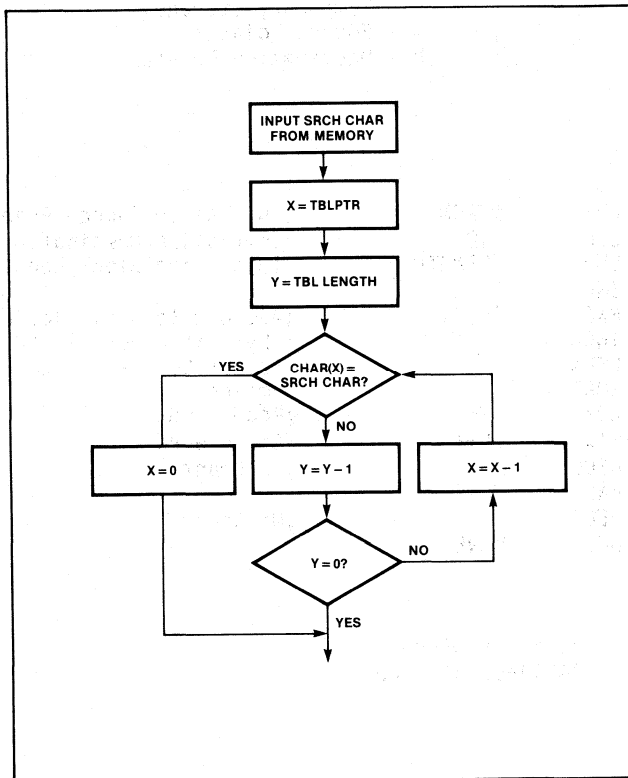 INPUT SRCH CHAR
FROM MEMORY
X = TBLPTR
Y = TBL LENGTH
CHAR(X) =
SRCH CHAR?
YES
NO
X = 0
Y = Y – 1
X = X – 1
Y = 0?
NO
YES